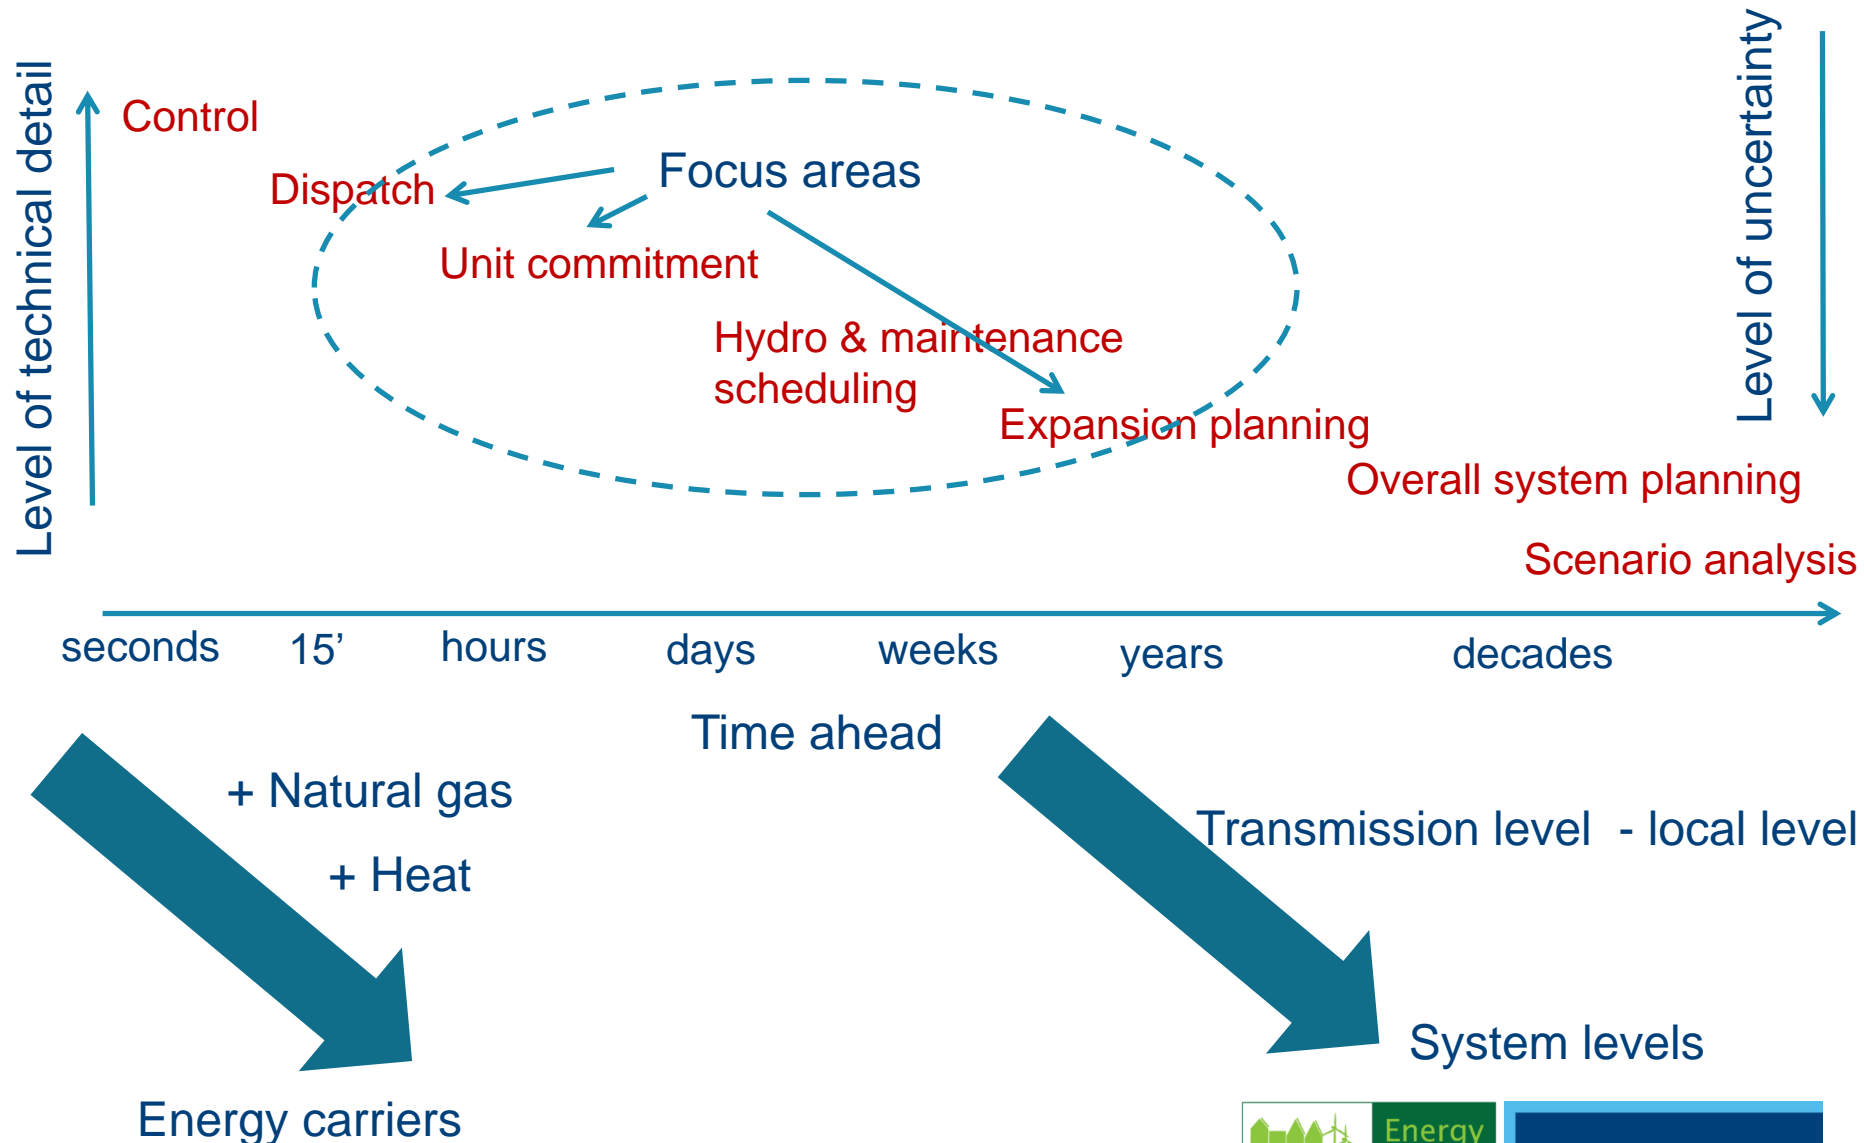 Level of technical detail
Level of uncertainty
Control
Focus areas
Dispatch
Unit commitment
Hydro & maintenance
scheduling
Expansion planning
Overall system planning
Scenario analysis
seconds 15’ hours days weeks years decades
Time ahead
+ Natural gas
Transmission level - local level
+ Heat
System levels
Energy carriers
Energy